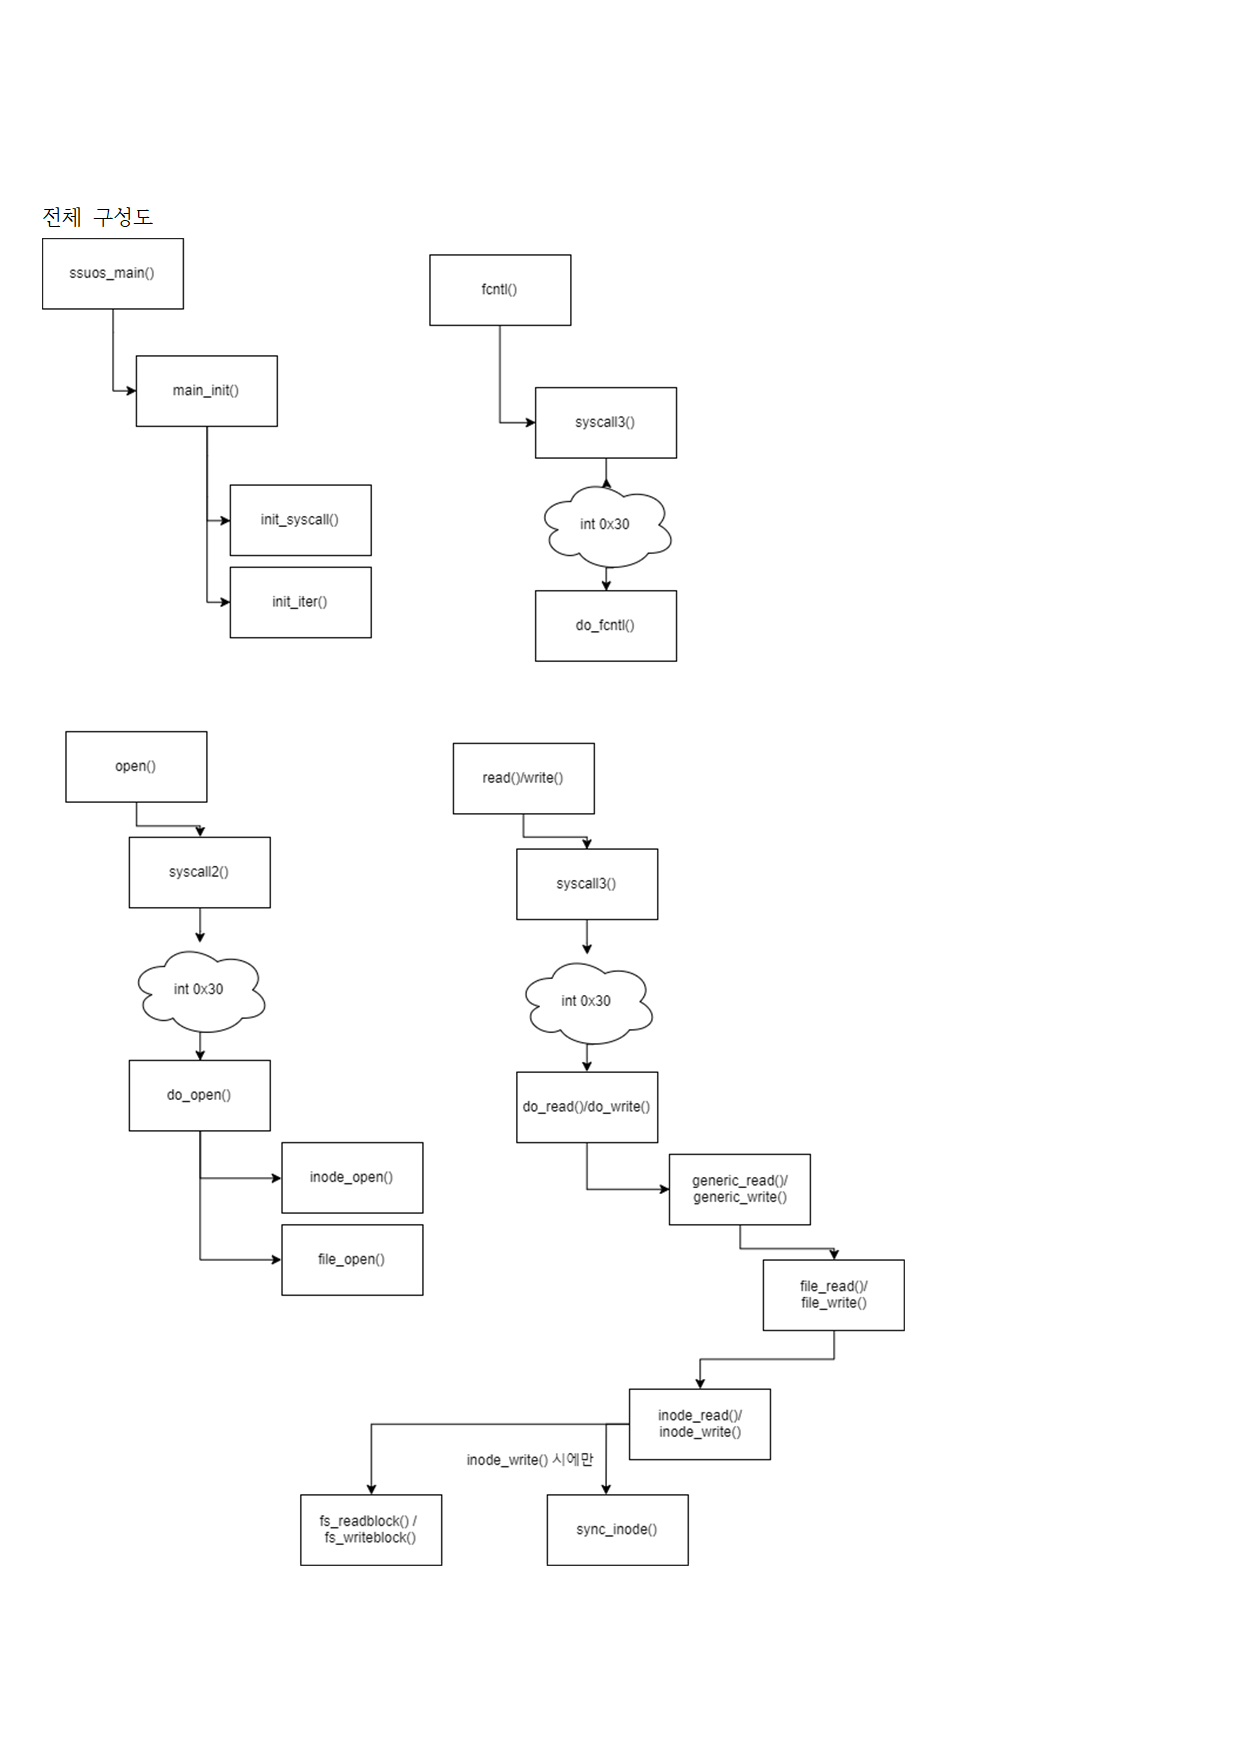 전체 구성도
ssuos_main()
main_init()
init_syscall()
init_iter()
fcntl()
syscall3()
int 0x30
do_fcntl()
open()
syscall2()
int 0x30
do_open()
inode_open()
file_open()
read()/write()
syscall3()
int 0x30
do_read()/do_write()
generic_read()/
generic_write()
file_read()/
file_write()
inode_read()/
inode_write()
inode_write() 시에만
fs_readblock() /
fs_writeblock()
sync_inode()